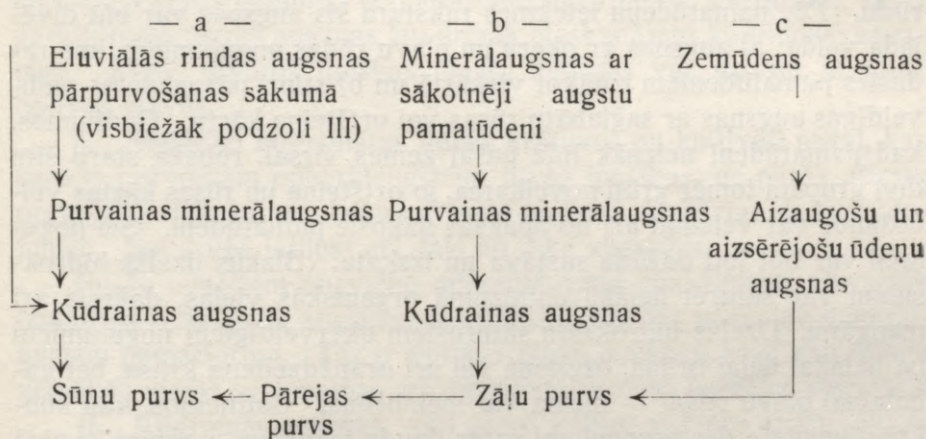 — a — — b — — c —
Eluviālās rindas augsnas Minerālaugsnas ar Zemūdens augsnas
pārpurvošanas sākumā sākotnēji augstu
(visbiežāk podzoli III) pamatūdeni
Purvainas minerālaugsnas Purvainas minerālaugsnas Aizaugošu un
aizsērējošu ūdeņu
augsnas
Kūdrainas augsnas Kūdrainas augsnas
Sūnu purvs Pārejas Zāļu purvs
purvs